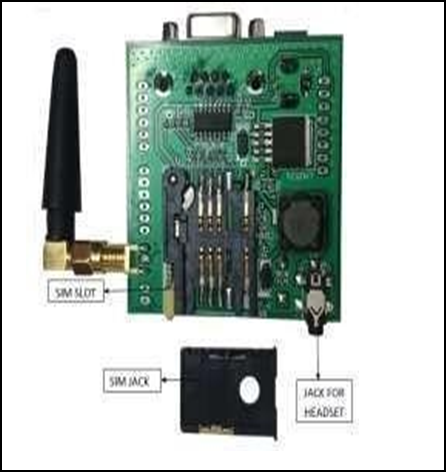 SIM SLOT
SIM JACK
JACK FOR
HEADSET